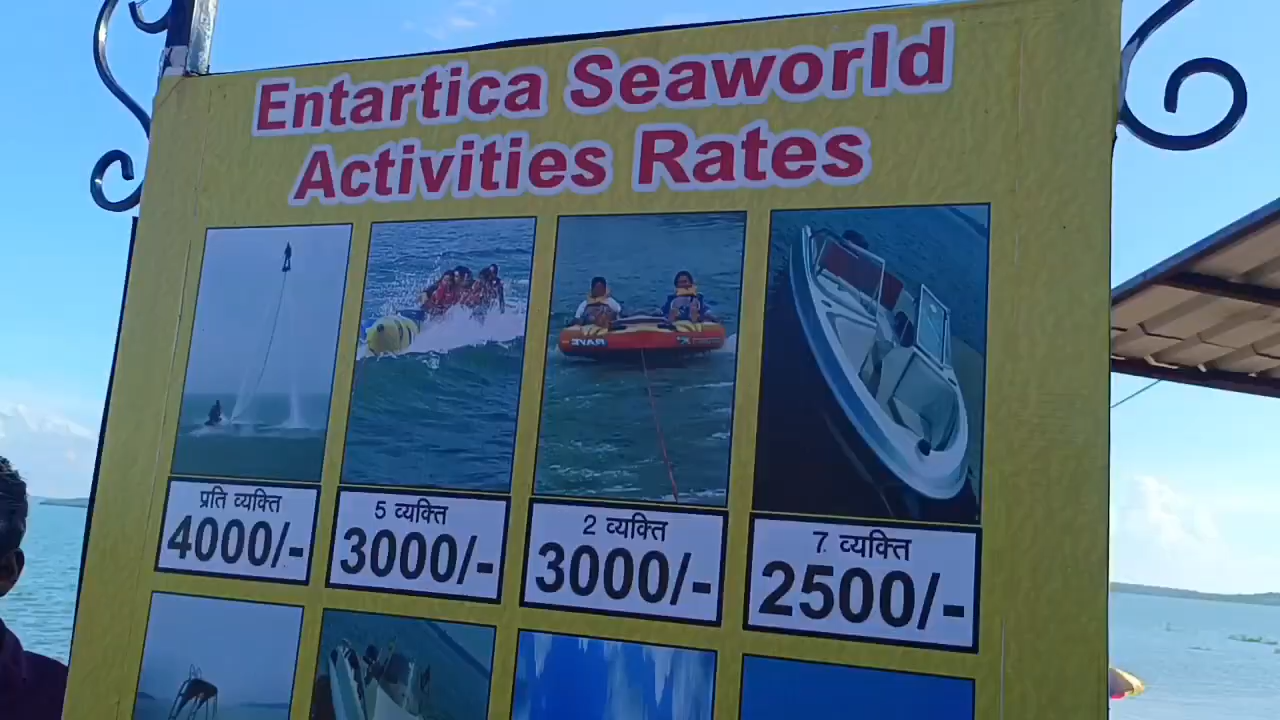 Entartica Seaworld
Activities Rates
प्रति व्यक्ति
4000/-
5 व्यक्ति
3000/-
2 व्यक्ति
3000/-
7 व्यक्ति
2500/-